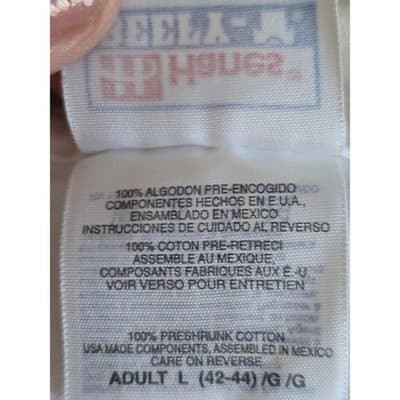 BEEFY-T
Hanes®
100% ALGODON PRE-ENCOGIDO
COMPONENTES HECHOS EN E.U.A.,
ENSAMBLADO EN MEXICO
INSTRUCCIONES DE CUIDADO AL REVERSO
100% COTON PRE-RETRECI
ASSEMBLE AU MEXIQUE,
COMPOSANTS FABRIQUES AUX É.-U.
VOIR VERSO POUR ENTRETIEN
100% PRESHRUNK COTTON
USA MADE COMPONENTS, ASSEMBLED IN MEXICO
CARE ON REVERSE
ADULT L (42-44) /G /G